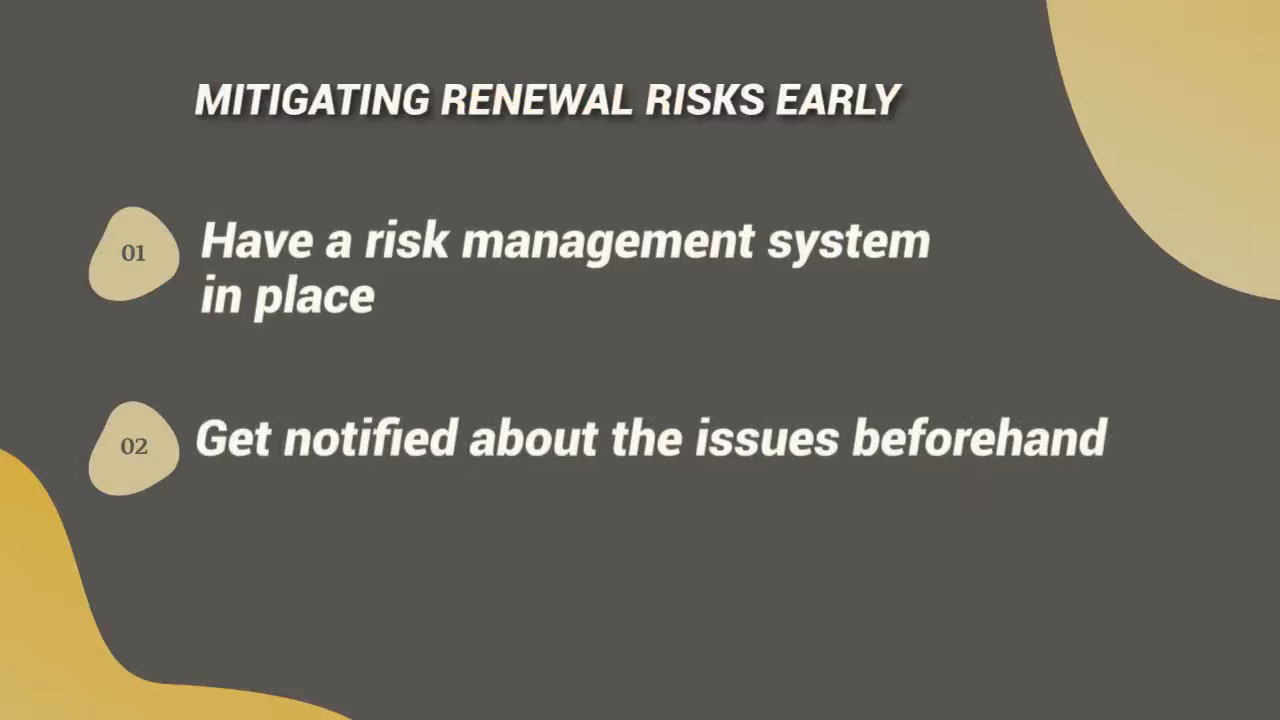 MITIGATING RENEWAL RISKS EARLY
01
Have a risk management system
in place
02
Get notified about the issues beforehand